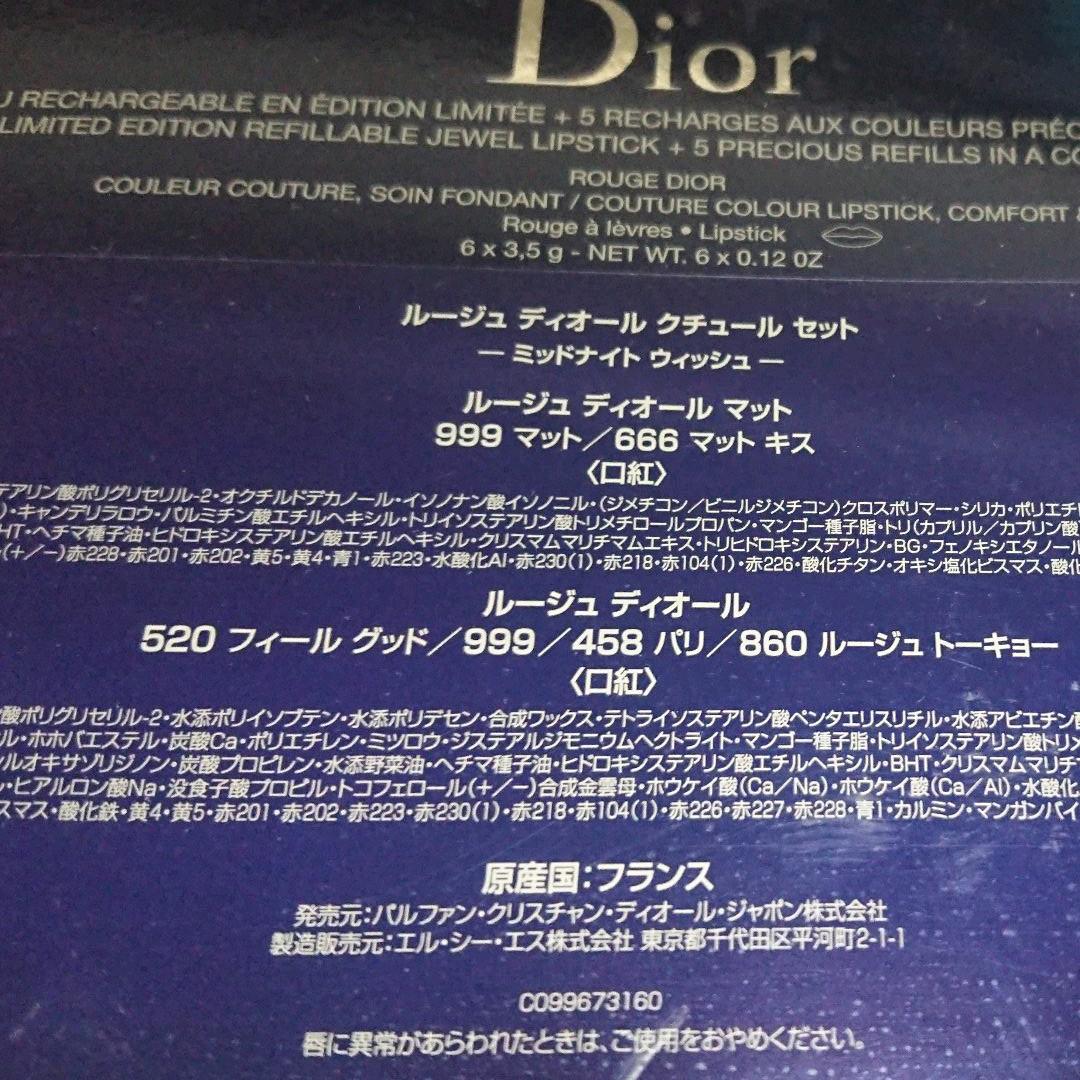 Dior
RECHARGEABLE EN ÉDITION LIMITÉE + 5 RECHARGES AUX COULEURS
LIMITED EDITION REFILLABLE JEWEL LIPSTICK + 5 PRECIOUS REFILLS IN A
ROUGE DIOR
COULEUR COUTURE, SOIN FONDANT / COUTURE COLOUR LIPSTICK, COMFORT &
Rouge à lèvres • Lipstick
6 x 3,5 g - NET WT. 6 x 0.12 OZ
ルージュ ディオール クチュール セット
— ミッドナイト ウィッシュ —
ルージュ ディオール マット
999 マット／666 マット キス
〈口紅〉
テアリン酸ポリグリセリル-2・オクチルドデカノール・イソノナン酸イソノニル・(ジメチコン／ビニルジメチコン)クロスポリマー・シリカ・ポリエチ
)・キャンデリラロウ・パルミチン酸エチルヘキシル・トリイソステアリン酸トリメチロールプロパン・マンゴー種子脂・トリ(カプリル／カプリン酸
BHT・ヘチマ種子油・ヒドロキシステアリン酸エチルヘキシル・クリスマムマリチマムエキス・トリヒドロキシステアリン・BG・フェノキシエタノール
・(+/－)赤228・赤201・赤202・黄5・黄4・青1・赤223・水酸化Al・赤230(1)・赤218・赤104(1)・赤226・酸化チタン・オキシ塩化ビスマス・酸化
ルージュ ディオール
520 フィール グッド／999／458 パリ／860 ルージュ トーキョー
〈口紅〉
酸ポリグリセリル-2・水添ポリイソブテン・水添ポリデセン・合成ワックス・テトライソステアリン酸ペンタエリスリチル・水添アビエチン酸
ル・ホホバエステル・炭酸Ca・ポリエチレン・ミツロウ・ジステアルジモニウムヘクトライト・マンゴー種子脂・トリイソステアリン酸トリメ
ルオキサゾリジノン・炭酸プロピレン・水添野菜油・ヘチマ種子油・ヒドロキシステアリン酸エチルヘキシル・BHT・クリスマムマリチマ
・ヒアルロン酸Na・没食子酸プロピル・トコフェロール(+/－)合成金雲母・ホウケイ酸(Ca／Na)・ホウケイ酸(Ca／Al)・水酸化
スマス・酸化鉄・黄4・黄5・赤201・赤202・赤223・赤230(1)・赤218・赤104(1)・赤226・赤227・赤228・青1・カルミン・マンガンバイ
原産国：フランス
発売元：パルファン・クリスチャン・ディオール・ジャポン株式会社
製造販売元：エル・シー・エス株式会社 東京都千代田区平河町2-1-1
C099673160
唇に異常があらわれたときは、ご使用をおやめください。